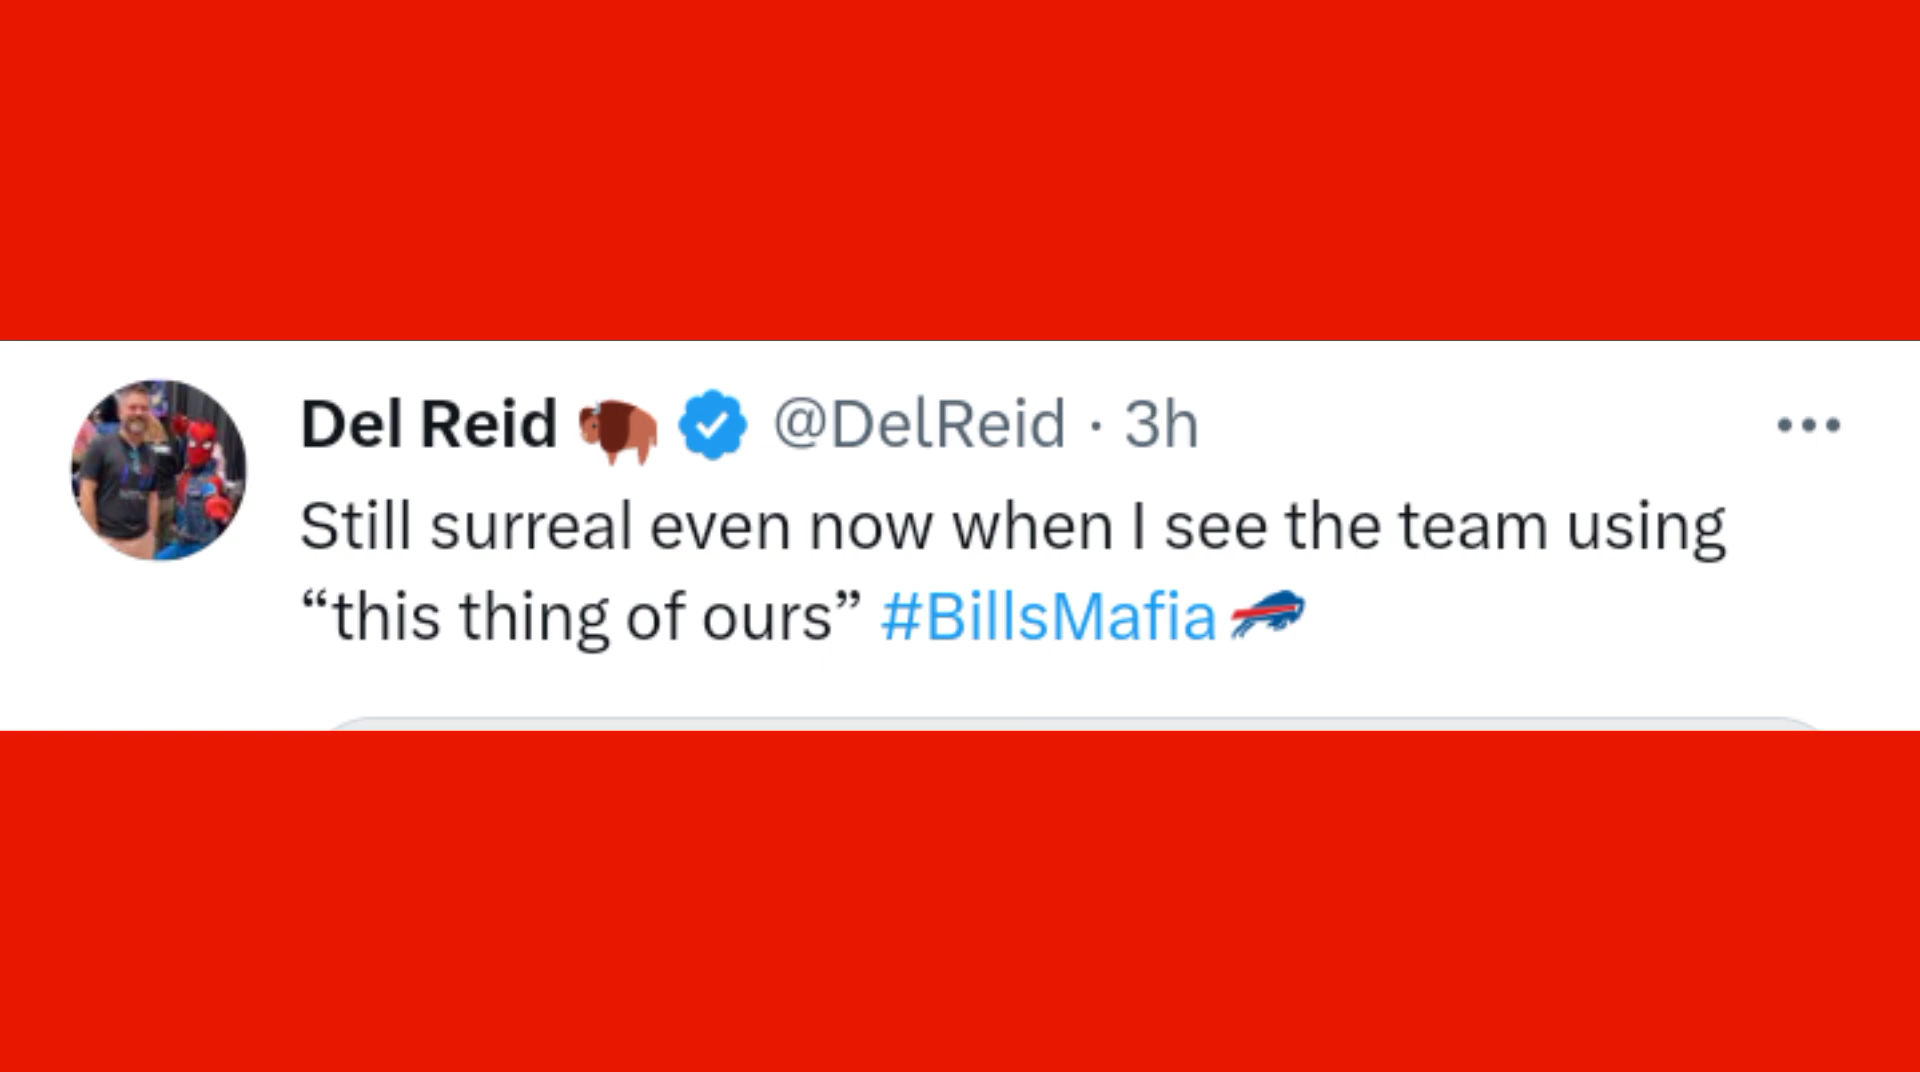 Del Reid 🦬 @DelReid · 3h
Still surreal even now when I see the team using
“this thing of ours” #BillsMafia